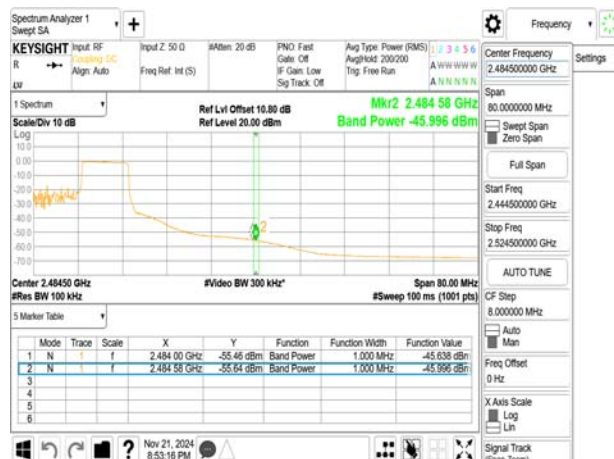 Spectrum Analyzer 1
Swept SA
+
Frequency
KEYSIGHT
R
Input: RF
Coupling: DC
Align: Auto
Input Z: 50 Ω
Freq Ref: Int (S)
#Atten: 20 dB
PNO: Fast
Gate: Off
IF Gain: Low
Sig Track: Off
Avg Type: Power (RMS)
Avg|Hold: 200/200
Trig: Free Run
1 2 3 4 5 6
A W W W W W
A N N N N N
Center Frequency
2.484500000 GHz
Settings
Span
80.0000000 MHz
Swept Span
Zero Span
Full Span
Start Freq
2.444500000 GHz
Stop Freq
2.524500000 GHz
AUTO TUNE
CF Step
8.000000 MHz
Auto
Man
Freq Offset
0 Hz
X Axis Scale
Log
Lin
Signal Track
(Span Zoom)
1 Spectrum
Scale/Div 10 dB
Ref Lvl Offset 10.80 dB
Ref Level 20.00 dBm
Mkr2 2.484 58 GHz
Band Power -45.996 dBm
Log
10.0
0.00
-10.0
-20.0
-30.0
-40.0
-50.0
-60.0
-70.0
2
Center 2.48450 GHz
#Res BW 100 kHz
#Video BW 300 kHz*
Span 80.00 MHz
#Sweep 100 ms (1001 pts)
5 Marker Table
Mode Trace Scale X Y Function Function Width Function Value
1 N 1 f 2.484 00 GHz -55.46 dBm Band Power 1.000 MHz -45.638 dBm
2 N 1 f 2.484 58 GHz -55.64 dBm Band Power 1.000 MHz -45.996 dBm
3
4
5
6
?
Nov 21, 2024
8:53:16 PM